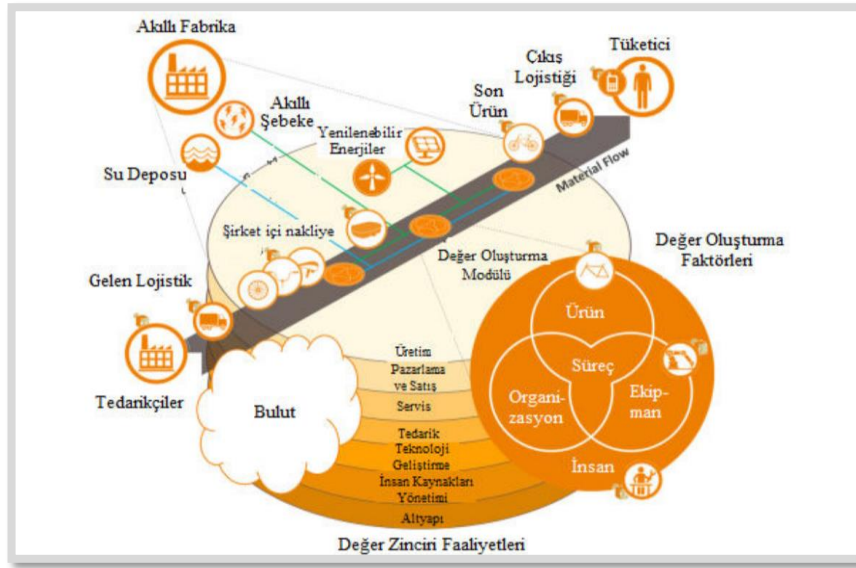 Akıllı Fabrika
Akıllı
Şebeke
Su Deposu
Yenilenebilir
Enerjiler
Son
Ürün
Çıkış
Lojistiği
Tüketici
Material Flow
Şirket içi nakliye
Gelen Lojistik
Tedarikçiler
Değer Oluşturma
Modülü
Değer Oluşturma
Faktörleri
Ürün
Süreç
Organi-
zasyon
Ekip-
man
İnsan
Bulut
Üretim
Pazarlama
ve Satış
Servis
Tedarik
Teknoloji
Geliştirme
İnsan Kaynakları
Yönetimi
Altyapı
Değer Zinciri Faaliyetleri